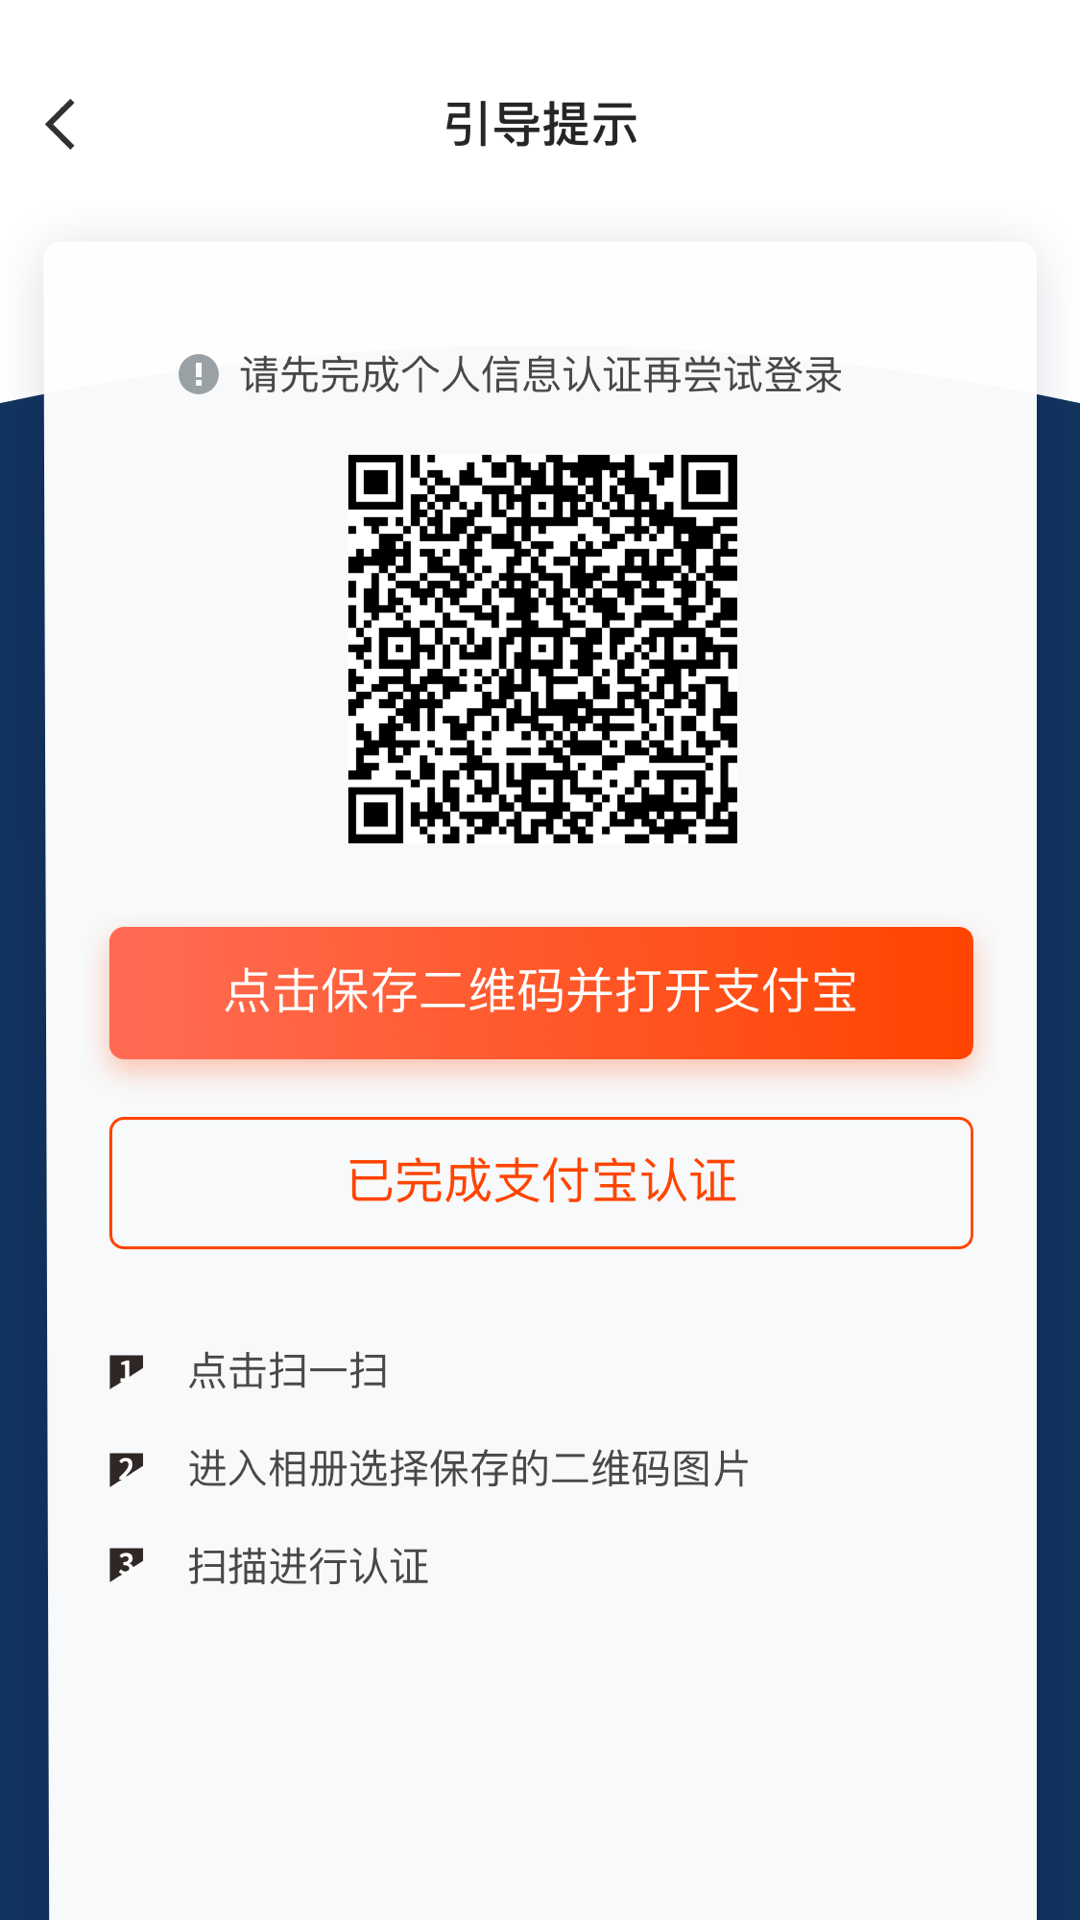 引导提示
请先完成个人信息认证再尝试登录
点击保存二维码并打开支付宝
已完成支付宝认证
1 点击扫一扫
2 进入相册选择保存的二维码图片
3 扫描进行认证